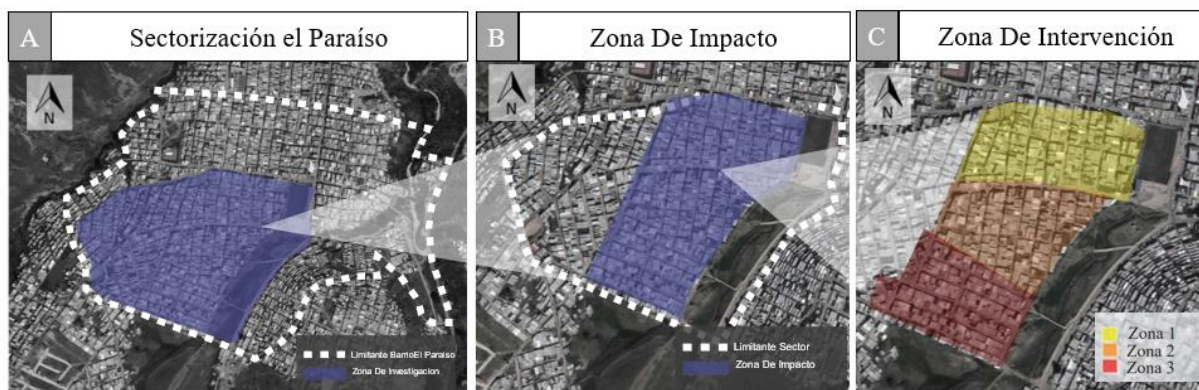 A
Sectorización el Paraíso
N
Limitante BarrioEl Paraiso
Zona De Investigacion
B
Zona De Impacto
N
Limitante Sector
Zona De Impacto
C
Zona De Intervención
N
Zona 1
Zona 2
Zona 3